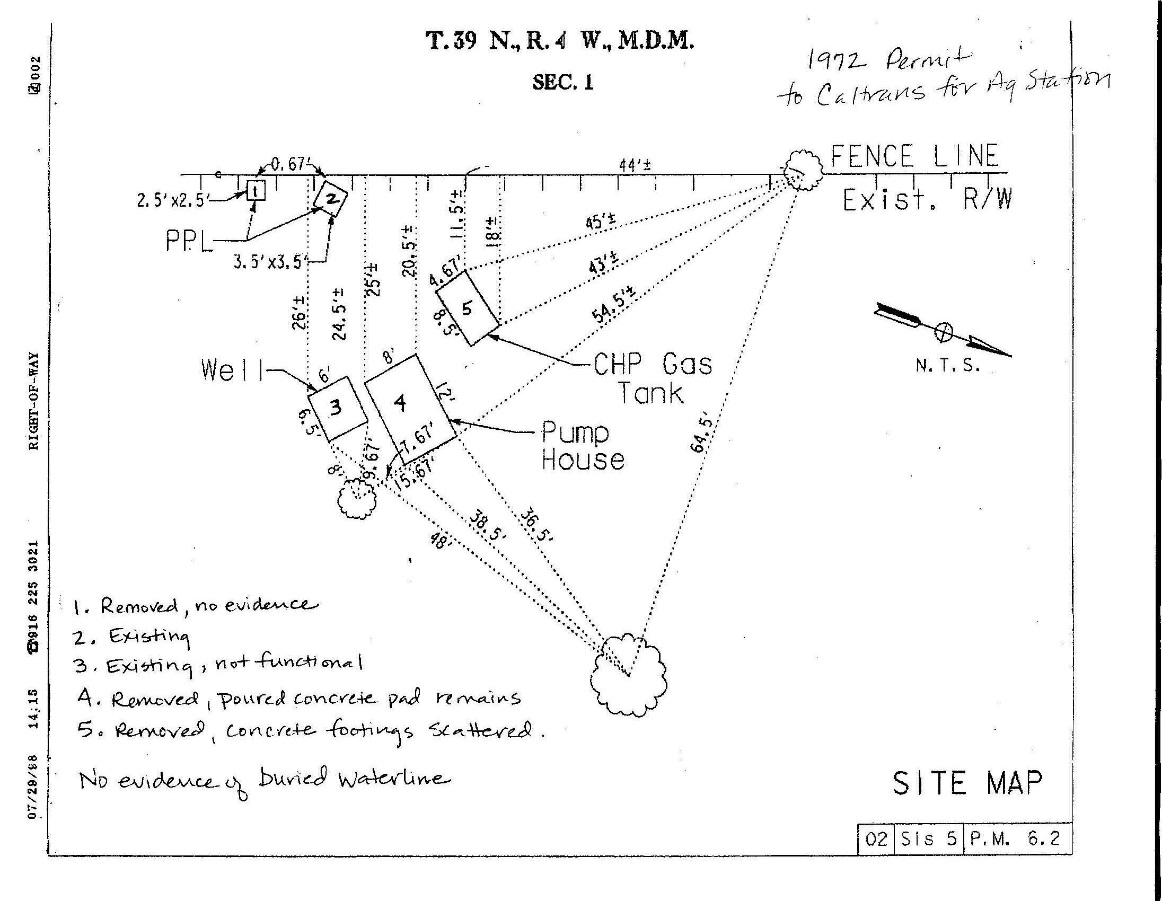 T. 39 N., R. 4 W., M.D.M.
SEC. 1
1972 Permit
to Caltrans for Ag Station
002
0.67'
44'±
FENCE LINE
Exist. R/W
2.5'x2.5'
1
2
PPL
3.5'x3.5'
26'±
24.5'±
25'±
20.5'±
11.5'±
18'±
45'±
43'±
54.5'±
64.5'
4.67'
8.5'
5
CHP Gas
Tank
N.T.S.
Well
6'
6.5'
3
8'
4
12'
Pump
House
7.67'
9.67'
15.67'
8'
38.5'
36.5'
48'
1. Removed, no evidence
2. Existing
3. Existing, not functional
4. Removed, poured concrete pad remains
5. Removed, concrete footings scattered.
No evidence of buried waterline
SITE MAP
02 Sis 5 P.M. 6.2
07/29/98 14:15 916 225 3021 RIGHT-OF-WAY